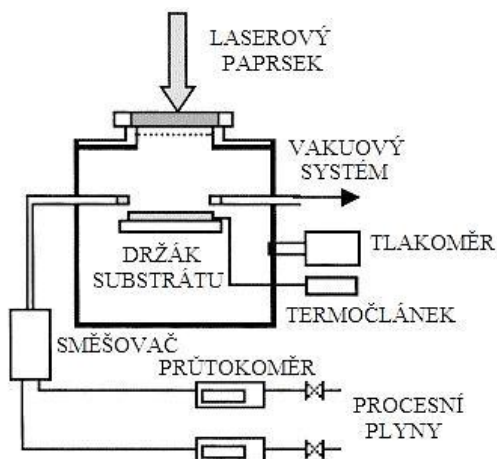 LASEROVÝ
PAPRSEK
VAKUOVÝ
SYSTÉM
TLAKOMĚR
DRŽÁK
SUBSTRÁTU
TERMOČLÁNEK
SMĚŠOVAČ
PRŮTOKOMĚR
PROCESNÍ
PLYNY